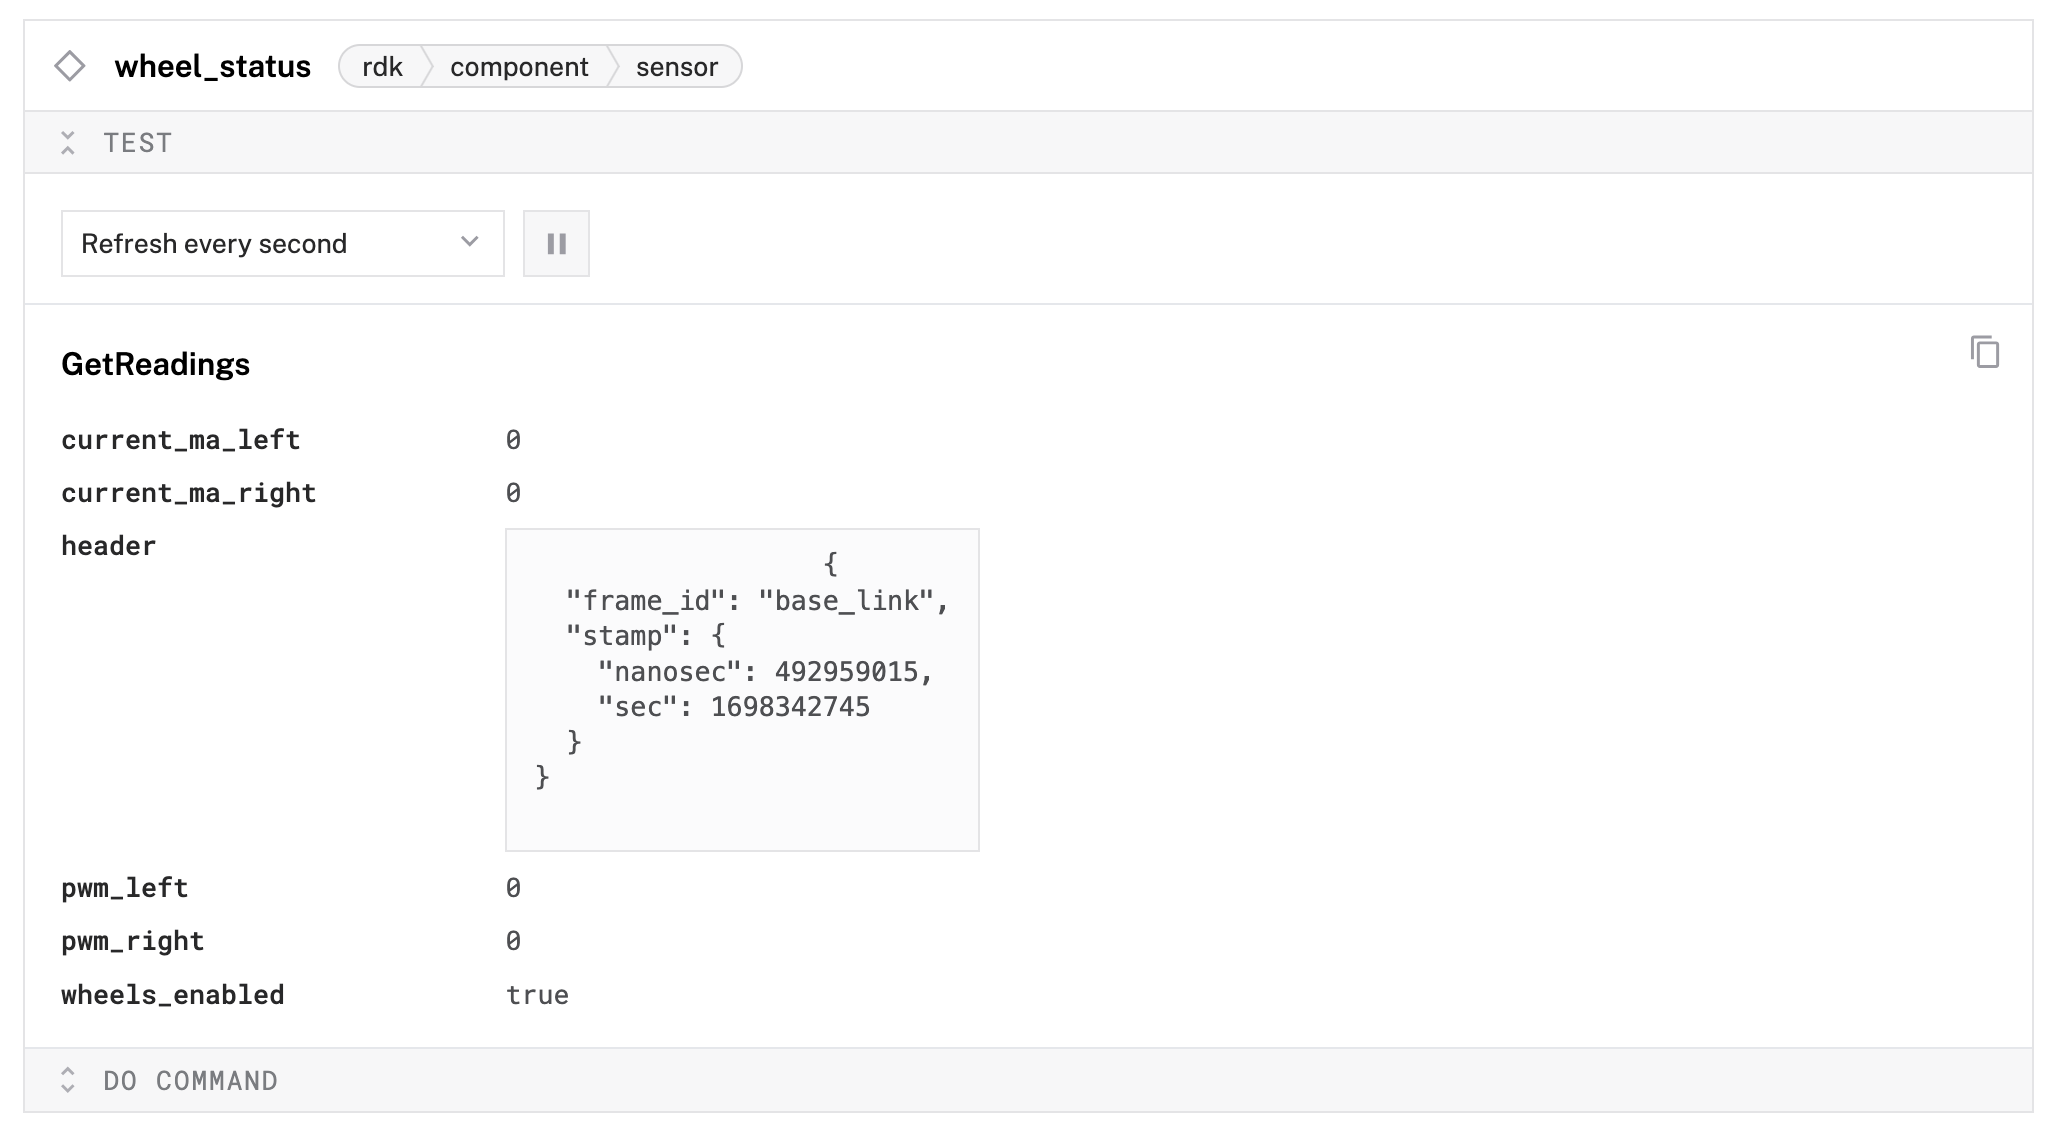 wheel_status rdk component sensor
TEST
Refresh every second
GetReadings
current_ma_left 0
current_ma_right 0
header
{
"frame_id": "base_link",
"stamp": {
"nanosec": 492959015,
"sec": 1698342745
}
}
pwm_left 0
pwm_right 0
wheels_enabled true
DO COMMAND